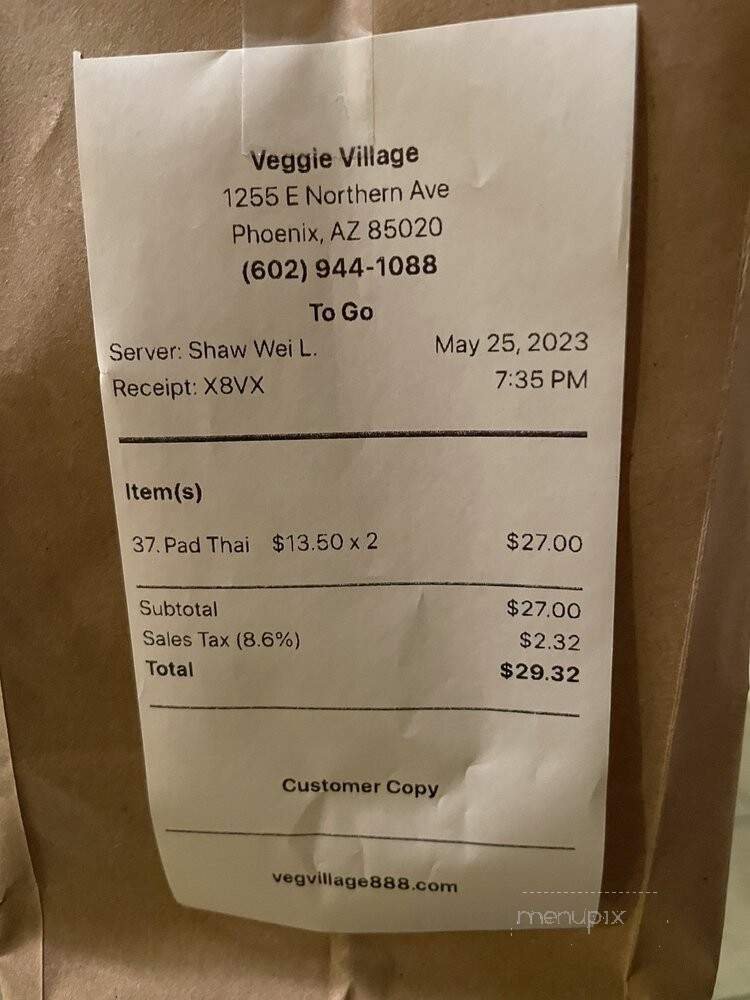 Veggie Village
1255 E Northern Ave
Phoenix, AZ 85020
(602) 944-1088
To Go
Server: Shaw Wei L. May 25, 2023
Receipt: X8VX 7:35 PM
Item(s)
37. Pad Thai $13.50 x 2 $27.00
Subtotal $27.00
Sales Tax (8.6%) $2.32
Total $29.32
Customer Copy
vegvillage888.com
menupix